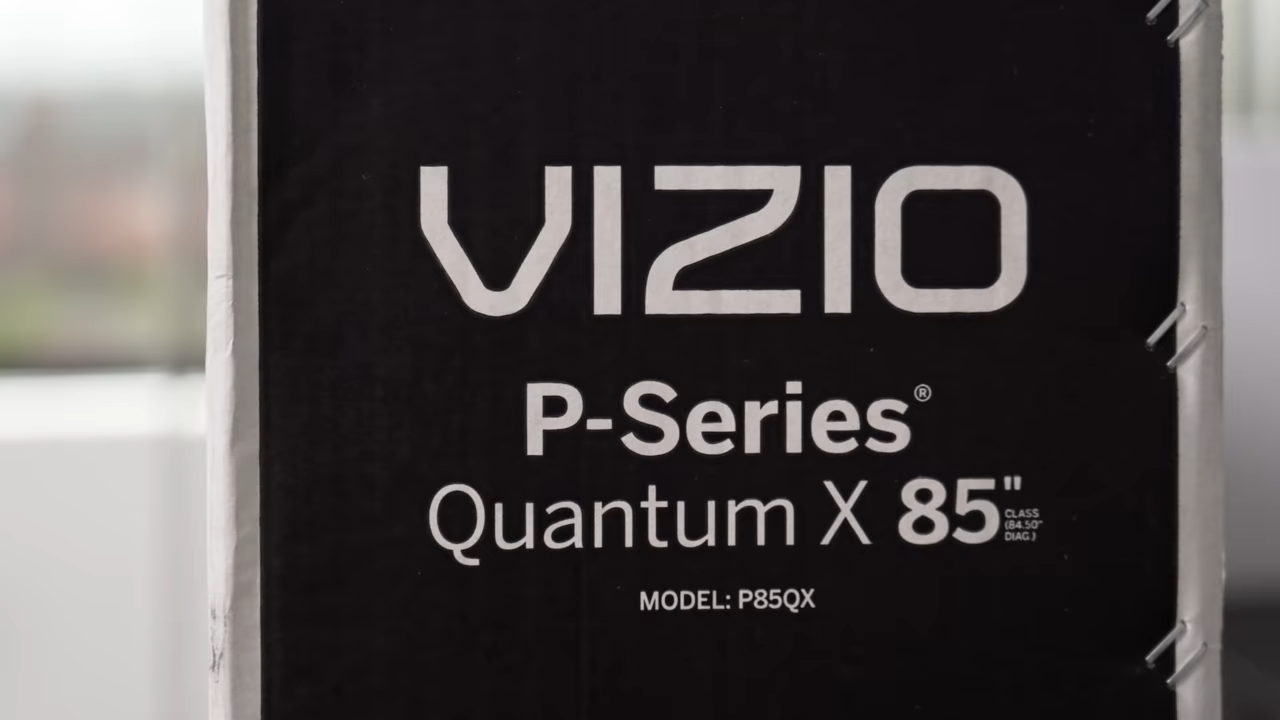 VIZIO
P-Series®
Quantum X 85"
CLASS
(84.50"
DIAG.)
MODEL: P85QX